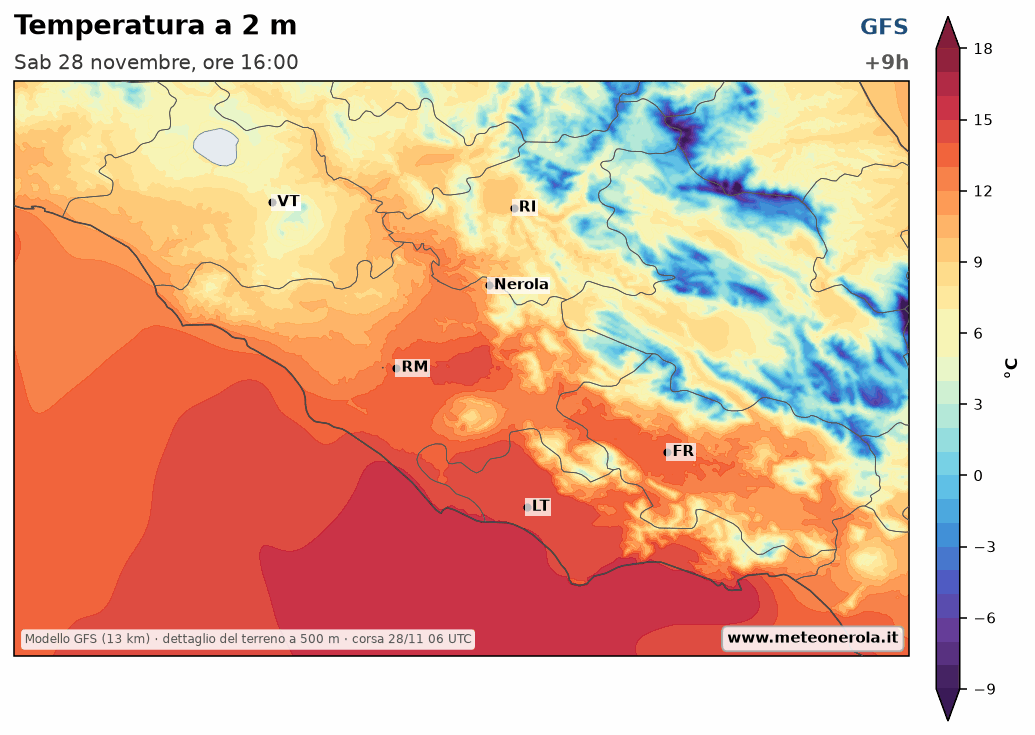 Temperatura a 2 m
GFS
Sab 28 novembre, ore 16:00
+9h
VT
RI
Nerola
RM
FR
LT
Modello GFS (13 km) · dettaglio del terreno a 500 m · corsa 28/11 06 UTC
www.meteonerola.it
18
15
12
9
6
3
0
−3
−6
−9
°C